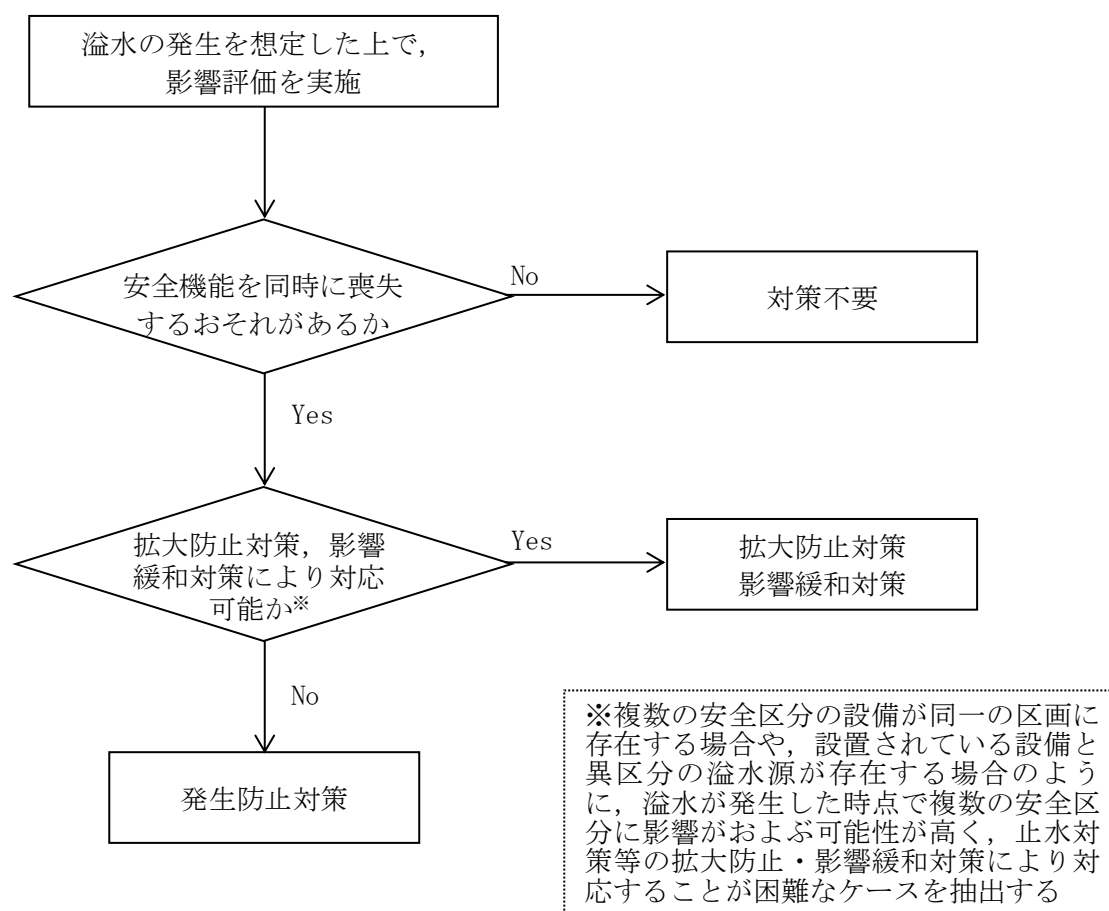 溢水の発生を想定した上で，
影響評価を実施
安全機能を同時に喪失
するおそれがあるか
No
対策不要
Yes
拡大防止対策，影響
緩和対策により対応
可能か※
Yes
拡大防止対策
影響緩和対策
No
発生防止対策
※複数の安全区分の設備が同一の区画に
存在する場合や，設置されている設備と
異区分の溢水源が存在する場合のよう
に，溢水が発生した時点で複数の安全区
分に影響がおよぶ可能性が高く，止水対
策等の拡大防止・影響緩和対策により対
応することが困難なケースを抽出する